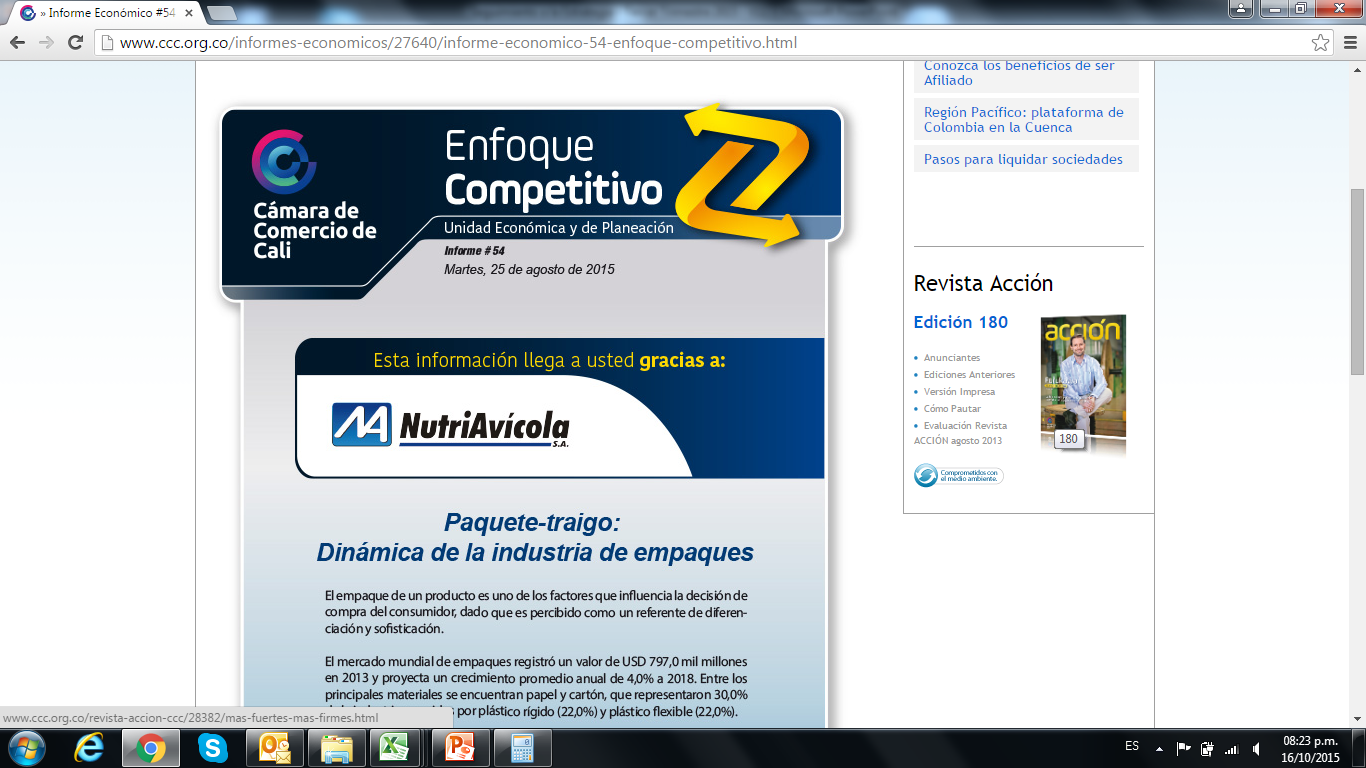 » Informe Económico #54
www.ccc.org.co/informes-economicos/27640/informe-economico-54-enfoque-competitivo.html
Cámara de
Comercio de
Cali
Enfoque
Competitivo
Unidad Económica y de Planeación
Informe # 54
Martes, 25 de agosto de 2015
Esta información llega a usted gracias a:
NutriAvícola
S.A.
Paquete-traigo:
Dinámica de la industria de empaques
El empaque de un producto es uno de los factores que influencia la decisión de
compra del consumidor, dado que es percibido como un referente de diferen-
ciación y sofisticación.
El mercado mundial de empaques registró un valor de USD 797,0 mil millones
en 2013 y proyecta un crecimiento promedio anual de 4,0% a 2018. Entre los
principales materiales se encuentran papel y cartón, que representaron 30,0%
por plástico rígido (22,0%) y plástico flexible (22,0%).
Conozca los beneficios de ser
Afiliado
Región Pacífico: plataforma de
Colombia en la Cuenca
Pasos para liquidar sociedades
Revista Acción
Edición 180
Anunciantes
Ediciones Anteriores
Versión Impresa
Cómo Pautar
Evaluación Revista
ACCIÓN agosto 2013
acción
180
Comprometidos con
el medio ambiente.
www.ccc.org.co/revista-accion-ccc/28382/mas-fuertes-mas-firmes.html
ES
08:23 p.m.
16/10/2015